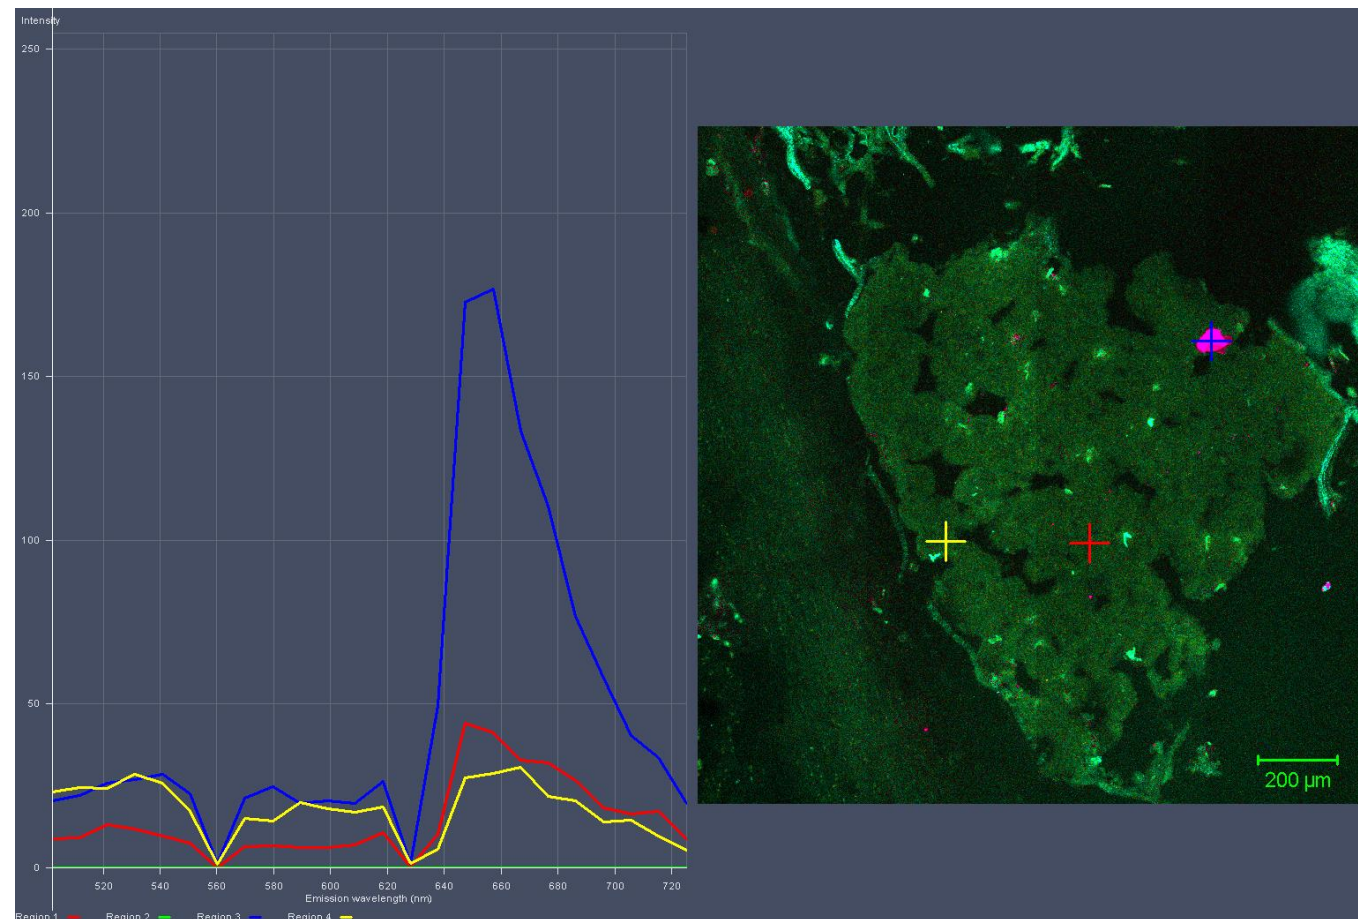 Intensity
250
200
150
100
50
0
520 540 560 580 600 620 640 660 680 700 720
Emission wavelength (nm)
Region 1 Region 2 Region 3 Region 4
200 µm